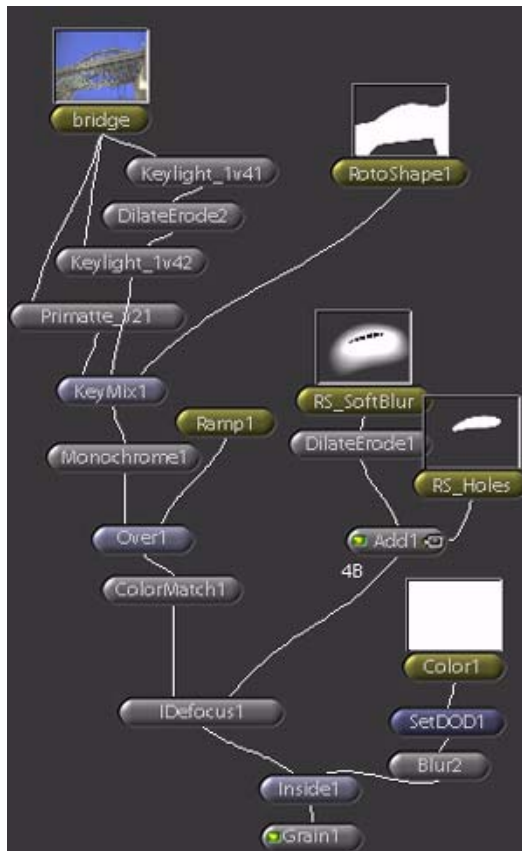 bridge
Keylight_1v41
RotoShape1
DilateErode2
Keylight_1v42
Primatte_v21
KeyMix1
RS_SoftBlur
Ramp1
DilateErode1
Monochrome1
RS_Holes
Over1
Add1
4B
ColorMatch1
Color1
IDefocus1
SetDOD1
Blur2
Inside1
Grain1